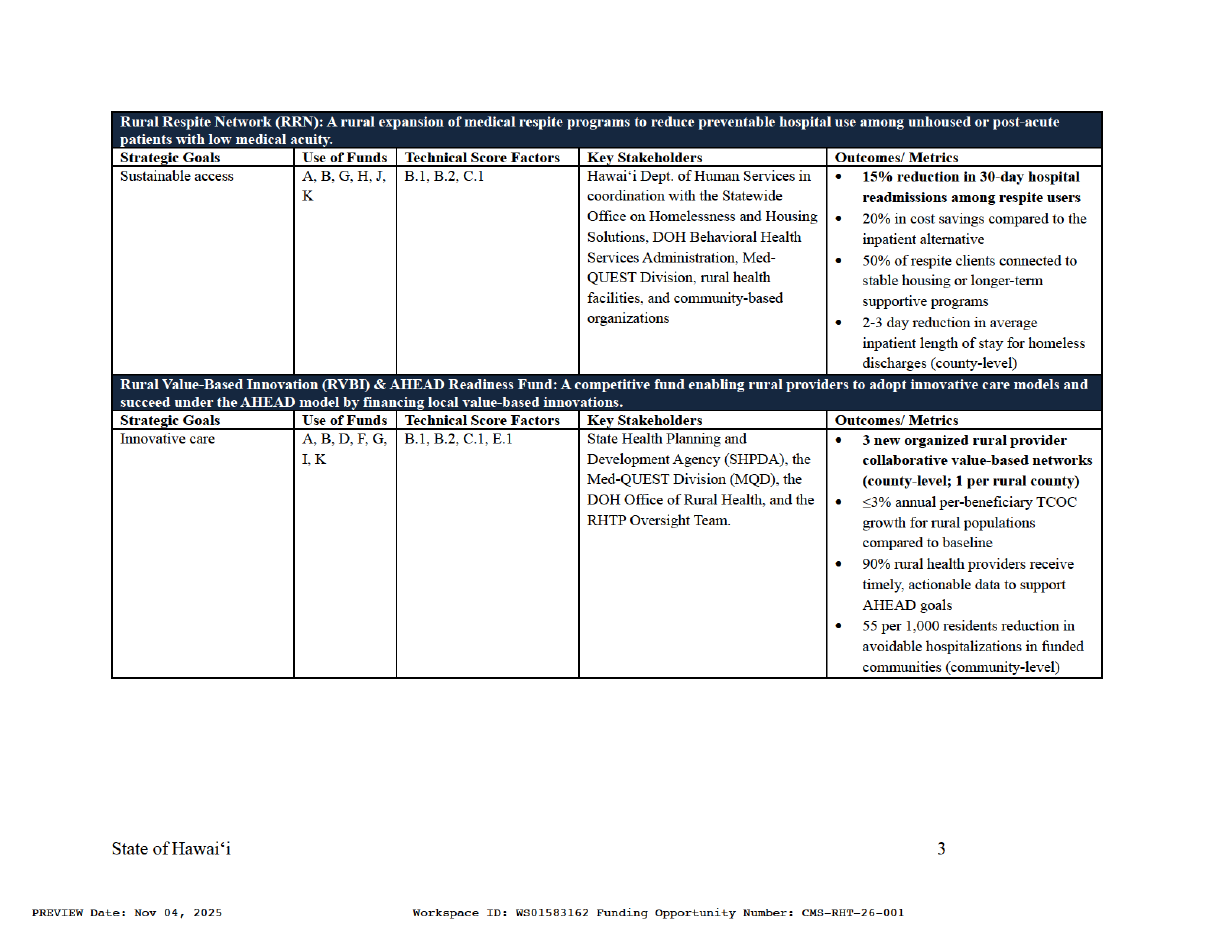 Rural Respite Network (RRN): A rural expansion of medical respite programs to reduce preventable hospital use among unhoused or post-acute
patients with low medical acuity.
Strategic Goals Use of Funds Technical Score Factors Key Stakeholders Outcomes/ Metrics
Sustainable access
A, B, G, H, J,
K
B.1, B.2, C.1
Hawaiʻi Dept. of Human Services in
coordination with the Statewide
Office on Homelessness and Housing
Solutions, DOH Behavioral Health
Services Administration, Med-
QUEST Division, rural health
facilities, and community-based
organizations
• 15% reduction in 30-day hospital
readmissions among respite users
• 20% in cost savings compared to the
inpatient alternative
• 50% of respite clients connected to
stable housing or longer-term
supportive programs
• 2-3 day reduction in average
inpatient length of stay for homeless
discharges (county-level)
Rural Value-Based Innovation (RVBI) & AHEAD Readiness Fund: A competitive fund enabling rural providers to adopt innovative care models and
succeed under the AHEAD model by financing local value-based innovations.
Strategic Goals Use of Funds Technical Score Factors Key Stakeholders Outcomes/ Metrics
Innovative care
A, B, D, F, G,
I, K
B.1, B.2, C.1, E.1
State Health Planning and
Development Agency (SHPDA), the
Med-QUEST Division (MQD), the
DOH Office of Rural Health, and the
RHTP Oversight Team.
• 3 new organized rural provider
collaborative value-based networks
(county-level; 1 per rural county)
• ≤3% annual per-beneficiary TCOC
growth for rural populations
compared to baseline
• 90% rural health providers receive
timely, actionable data to support
AHEAD goals
• 55 per 1,000 residents reduction in
avoidable hospitalizations in funded
communities (community-level)
State of Hawaiʻi 3
PREVIEW Date: Nov 04, 2025 Workspace ID: WS01583162 Funding Opportunity Number: CMS-RHT-26-001